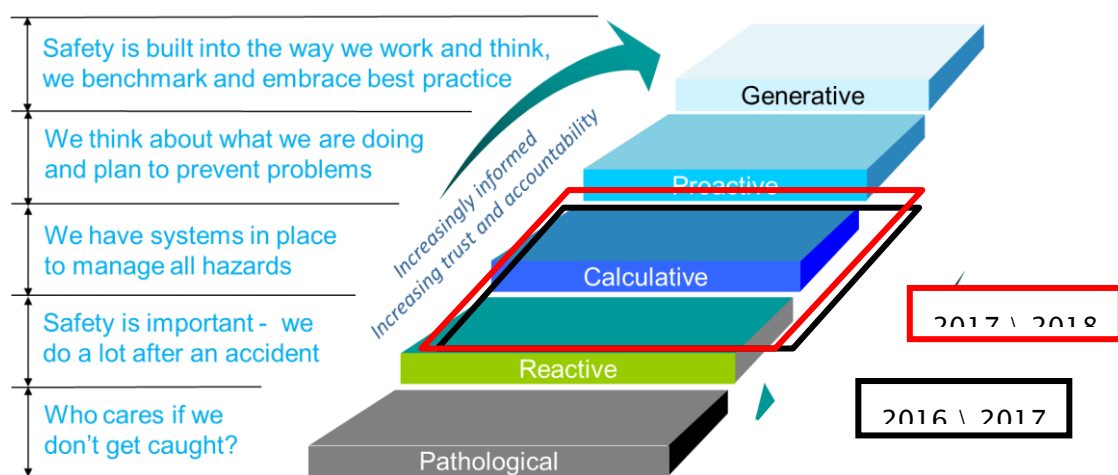 Safety is built into the way we work and think,
we benchmark and embrace best practice
Generative
We think about what we are doing
and plan to prevent problems
Proactive
Increasingly informed
Increasing trust and accountability
We have systems in place
to manage all hazards
Calculative
Safety is important - we
do a lot after an accident
Reactive
2017 \ 2018
2016 \ 2017
Who cares if we
don't get caught?
Pathological